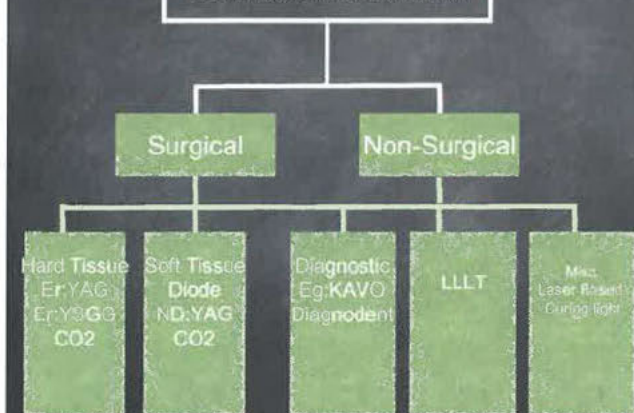 Surgical
Non-Surgical
Hard Tissue
Er:YAG
Er:YSGG
CO2
Soft Tissue
Diode
ND:YAG
CO2
Diagnostic
Eg:KAVO
Diagnodent
LLLT
Misc
Laser Based
Curing light